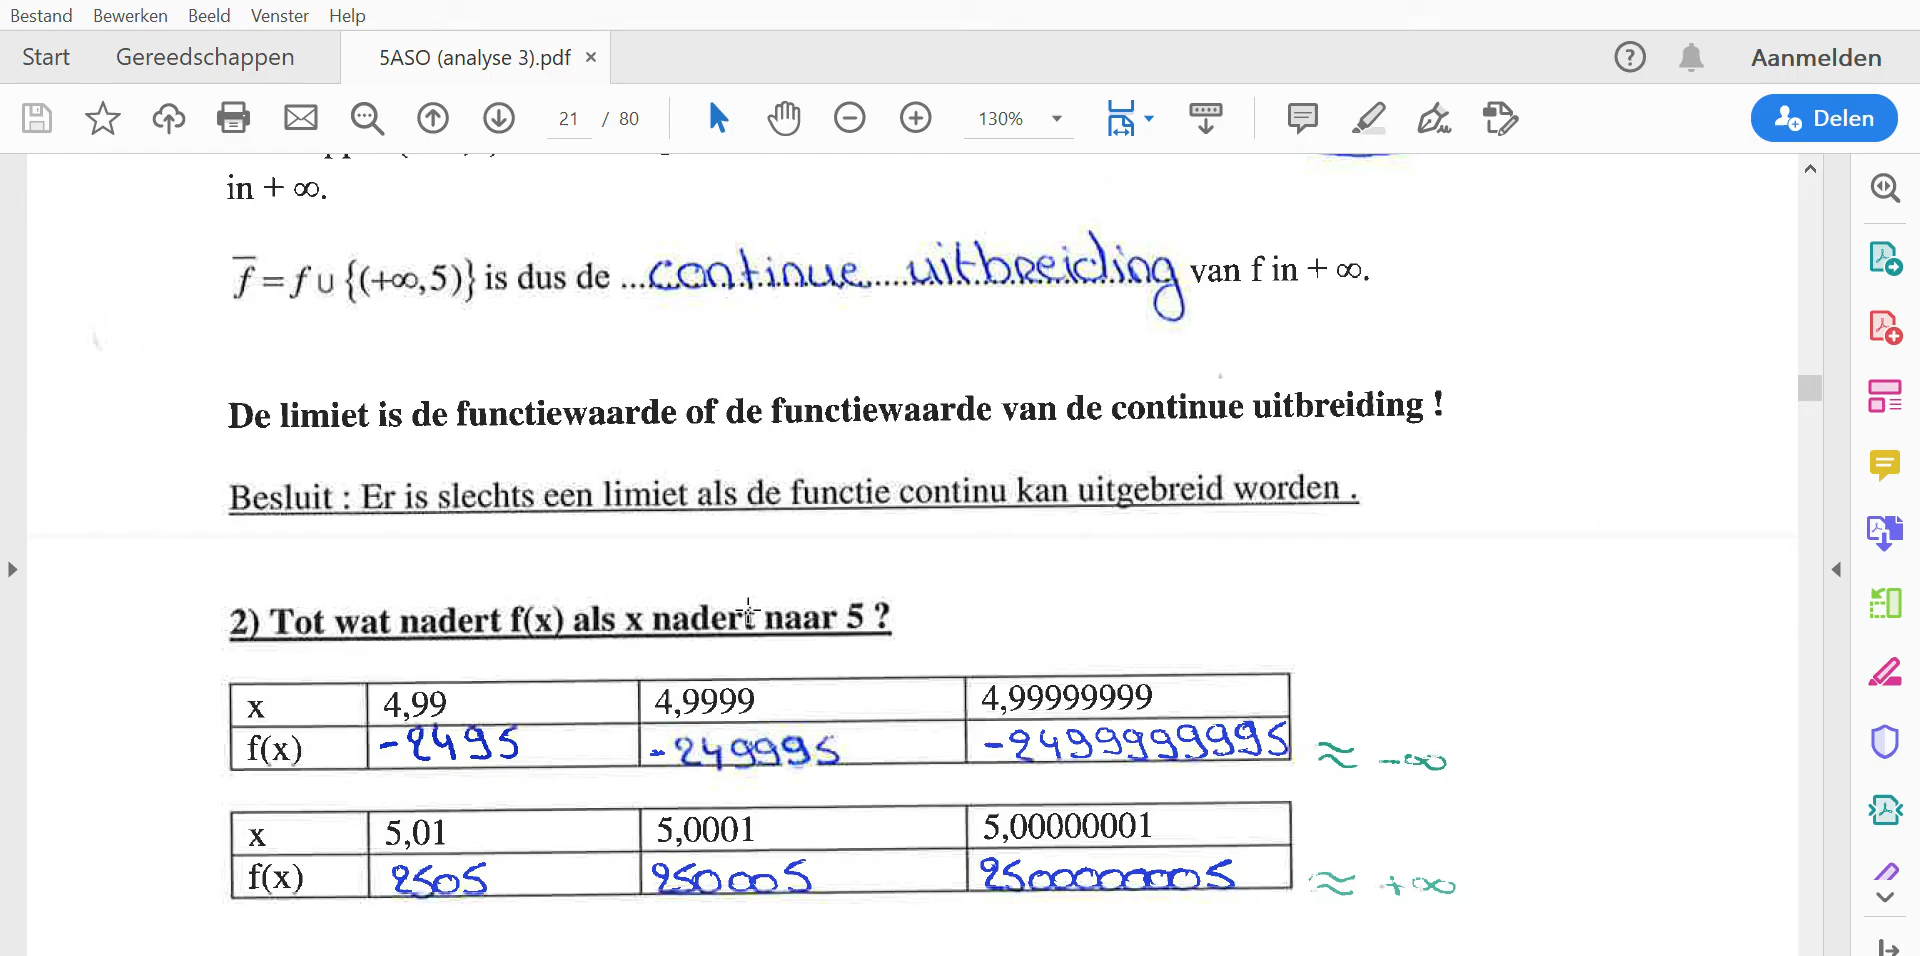 Bestand Bewerken Beeld Venster Help
Start Gereedschappen 5ASO (analyse 3).pdf × ? Aanmelden
21 / 80 130% Delen
in + ∞.
f̅ = f ∪ {(+∞,5)} is dus de ...continue....uitbreiding van f in + ∞.
De limiet is de functiewaarde of de functiewaarde van de continue uitbreiding !
Besluit : Er is slechts een limiet als de functie continu kan uitgebreid worden .
2) Tot wat nadert f(x) als x nadert naar 5 ?
x 4,99 4,9999 4,99999999
f(x) -2495 -249995 -2499999995 ≈ -∞
x 5,01 5,0001 5,00000001
f(x) 2505 250005 2500000005 ≈ +∞